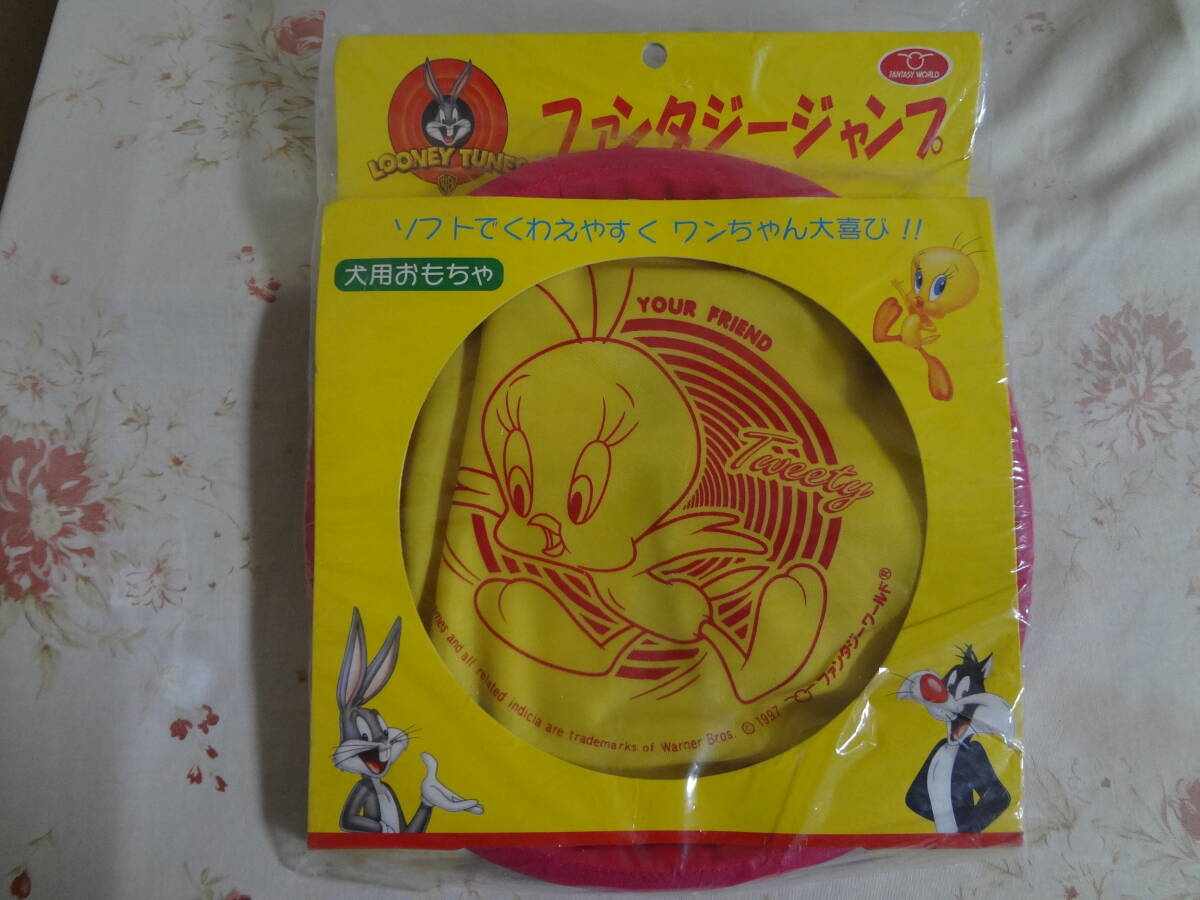 LOONEY TUNES
WB
ファンタジージャンプ
FANTASY WORLD
ソフトでくわえやすく ワンちゃん大喜び!!
犬用おもちゃ
YOUR FRIEND
Tweety
and all related indicia are trademarks of Warner Bros. © 1997
ファンタジーワールド®